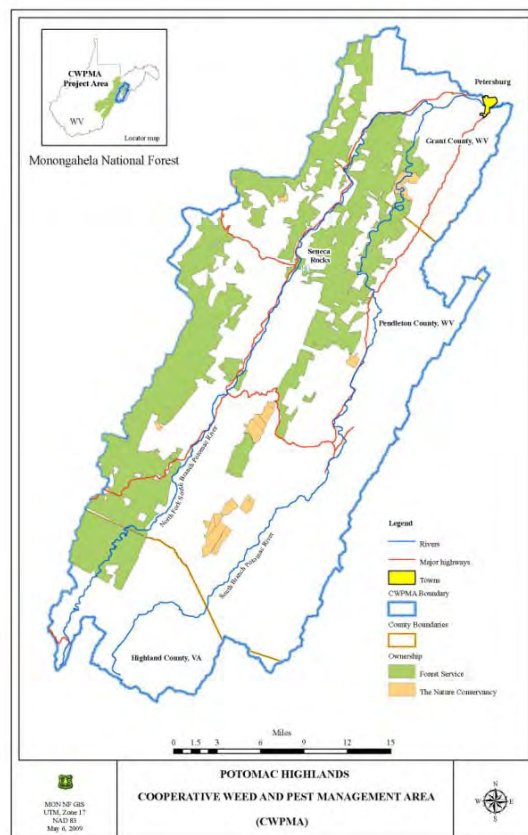 CWPMA
Project Area
WV
Locator map
Monongahela National Forest
Petersburg
Grant County, WV
Seneca
Rocks
Pendleton County, WV
North Fork South Branch Potomac River
South Branch Potomac River
Highland County, VA
Legend
Rivers
Major highways
Towns
CWPMA Boundary
County Boundaries
Ownership
Forest Service
The Nature Conservancy
Miles
0 1.5 3 6 9 12 15
MON NF GIS
UTM, Zone 17
NAD 83
May 6, 2009
POTOMAC HIGHLANDS
COOPERATIVE WEED AND PEST MANAGEMENT AREA
(CWPMA)
N
W E
S